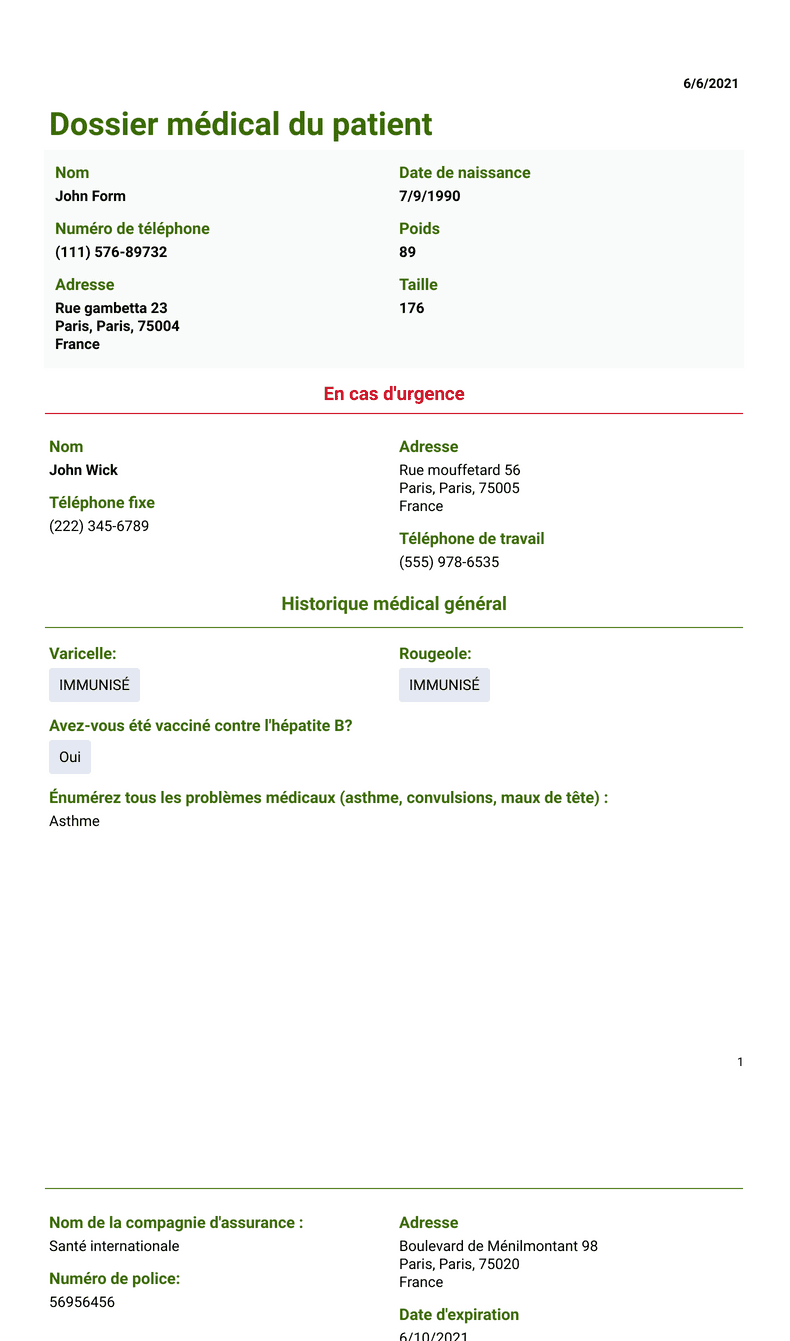 6/6/2021
Dossier médical du patient
Nom
John Form
Date de naissance
7/9/1990
Numéro de téléphone
(111) 576-89732
Poids
89
Adresse
Rue gambetta 23
Paris, Paris, 75004
France
Taille
176
En cas d'urgence
Nom
John Wick
Téléphone fixe
(222) 345-6789
Adresse
Rue mouffetard 56
Paris, Paris, 75005
France
Téléphone de travail
(555) 978-6535
Historique médical général
Varicelle:
IMMUNISÉ
Rougeole:
IMMUNISÉ
Avez-vous été vacciné contre l'hépatite B?
Oui
Énumérez tous les problèmes médicaux (asthme, convulsions, maux de tête) :
Asthme
1
Nom de la compagnie d'assurance :
Santé internationale
Numéro de police:
56956456
Adresse
Boulevard de Ménilmontant 98
Paris, Paris, 75020
France
Date d'expiration
6/10/2021